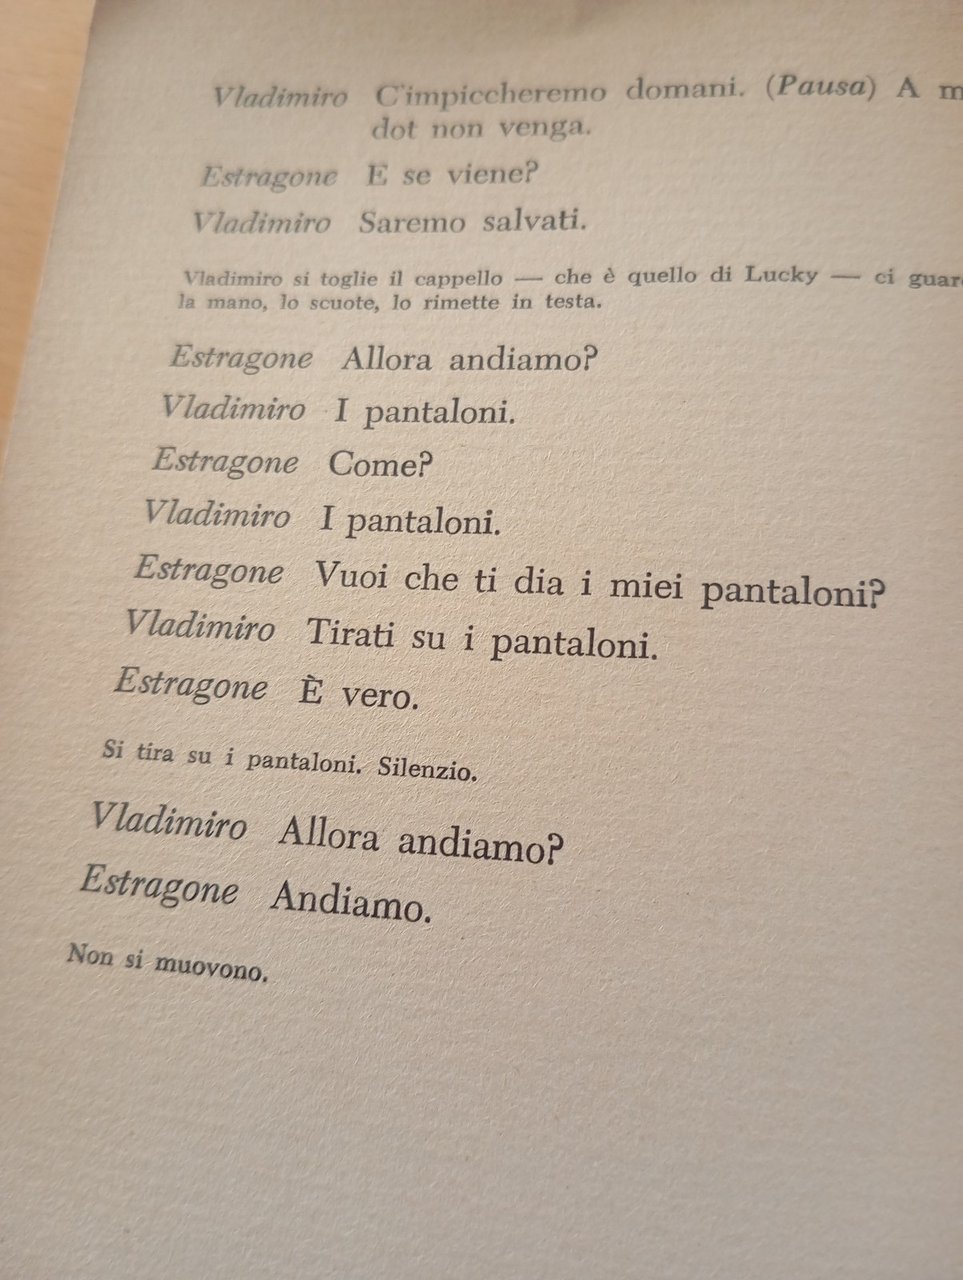 Vladimiro C'impiccheremo domani. (Pausa) A
dot non venga.
Estragone E se viene?
Vladimiro Saremo salvati.
Vladimiro si toglie il cappello — che è quello di Lucky — ci
la mano, lo scuote, lo rimette in testa.
Estragone Allora andiamo?
Vladimiro I pantaloni.
Estragone Come?
Vladimiro I pantaloni.
Estragone Vuoi che ti dia i miei pantaloni?
Vladimiro Tirati su i pantaloni.
Estragone È vero.
Si tira su i pantaloni. Silenzio.
Vladimiro Allora andiamo?
Estragone Andiamo.
Non si muovono.